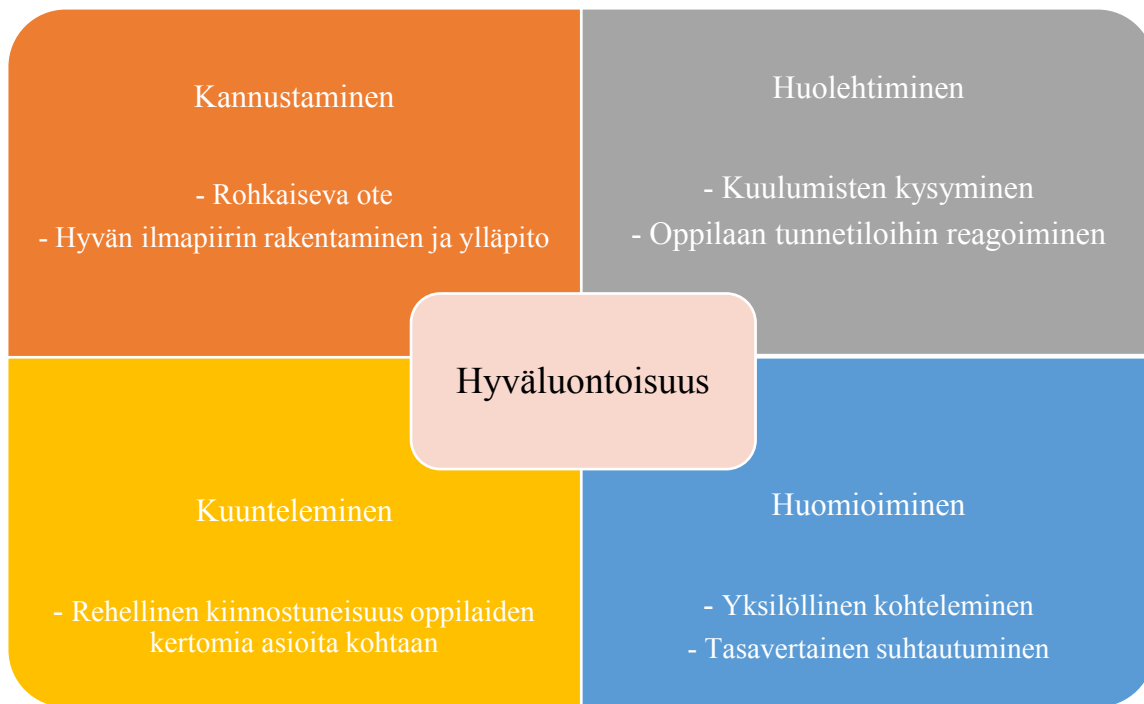 Kannustaminen
- Rohkaiseva ote
- Hyvän ilmapiirin rakentaminen ja ylläpito
Huolehtiminen
- Kuulumisten kysyminen
- Oppilaan tunnetiloihin reagoiminen
Hyväluontoisuus
Kuunteleminen
- Rehellinen kiinnostuneisuus oppilaiden
kertomia asioita kohtaan
Huomioiminen
- Yksilöllinen kohteleminen
- Tasavertainen suhtautuminen